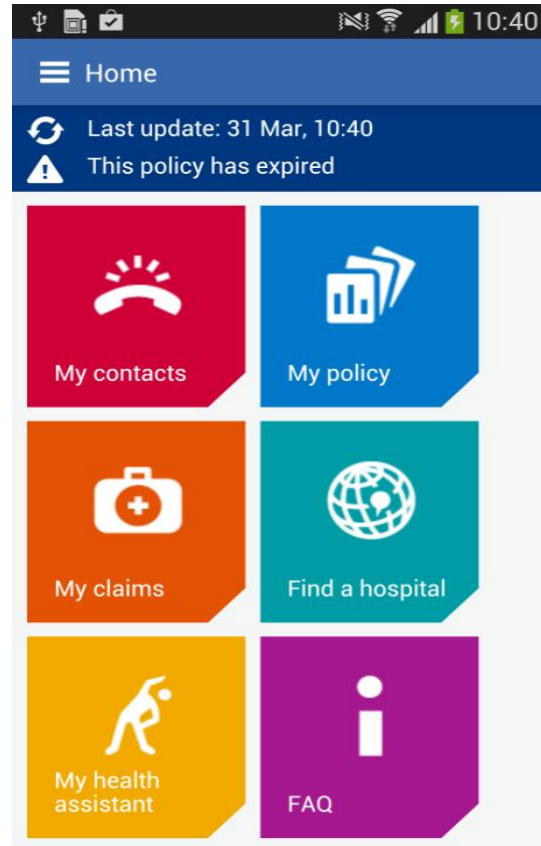 10:40
Home
Last update: 31 Mar, 10:40
This policy has expired
My contacts
My policy
My claims
Find a hospital
My health
assistant
FAQ